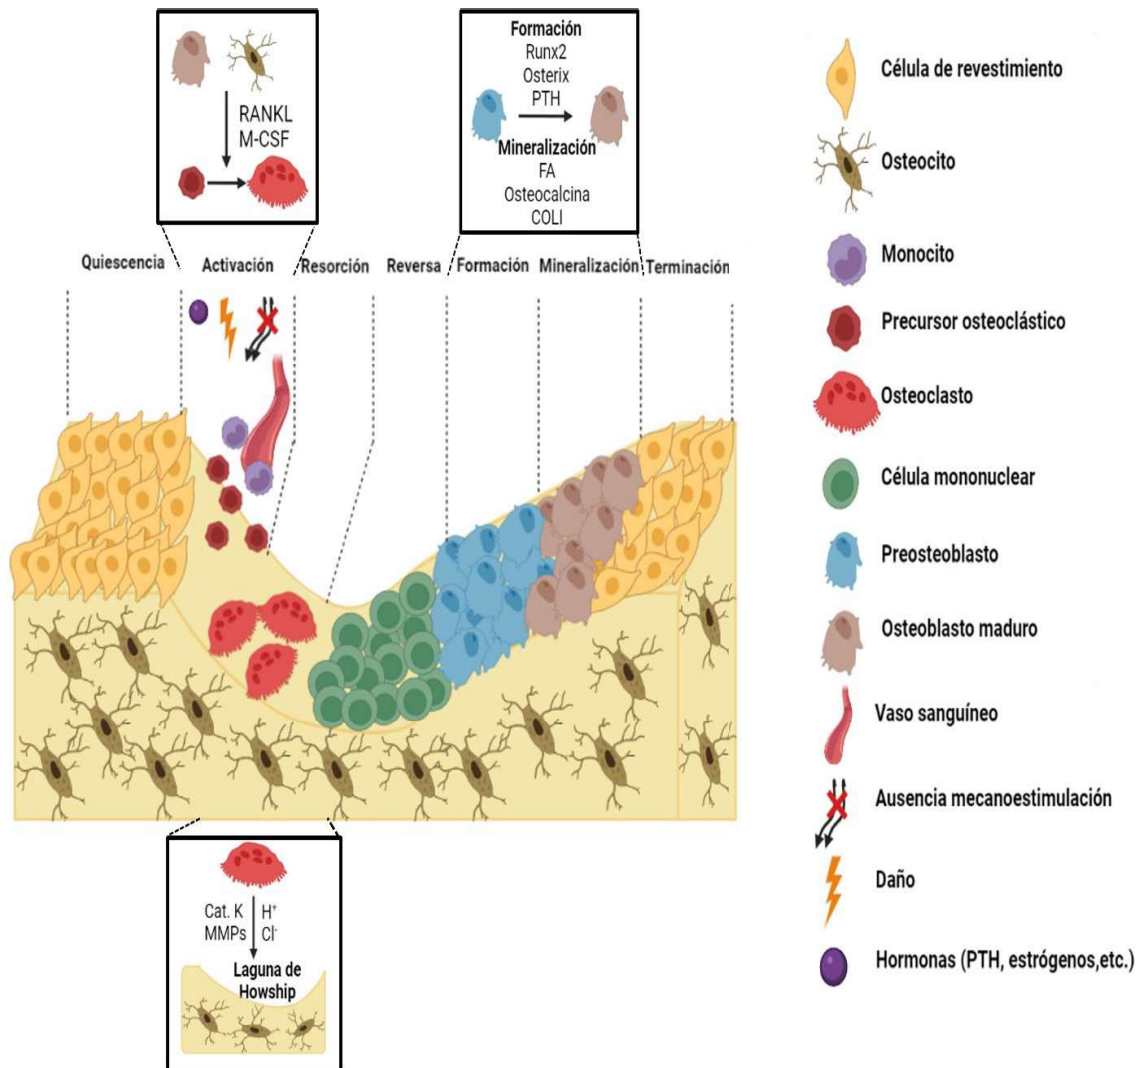 RANKL
M-CSF
Formación
Runx2
Osterix
PTH
Mineralización
FA
Osteocalcina
COLI
Quiescencia
Activación
Resorción
Reversa
Formación
Mineralización
Terminación
Cat. K
MMPs
H⁺
Cl⁻
Laguna de
Howship
Célula de revestimiento
Osteocito
Monocito
Precursor osteoclástico
Osteoclasto
Célula mononuclear
Preosteoblasto
Osteoblasto maduro
Vaso sanguíneo
Ausencia mecanoestimulación
Daño
Hormonas (PTH, estrógenos,etc.)